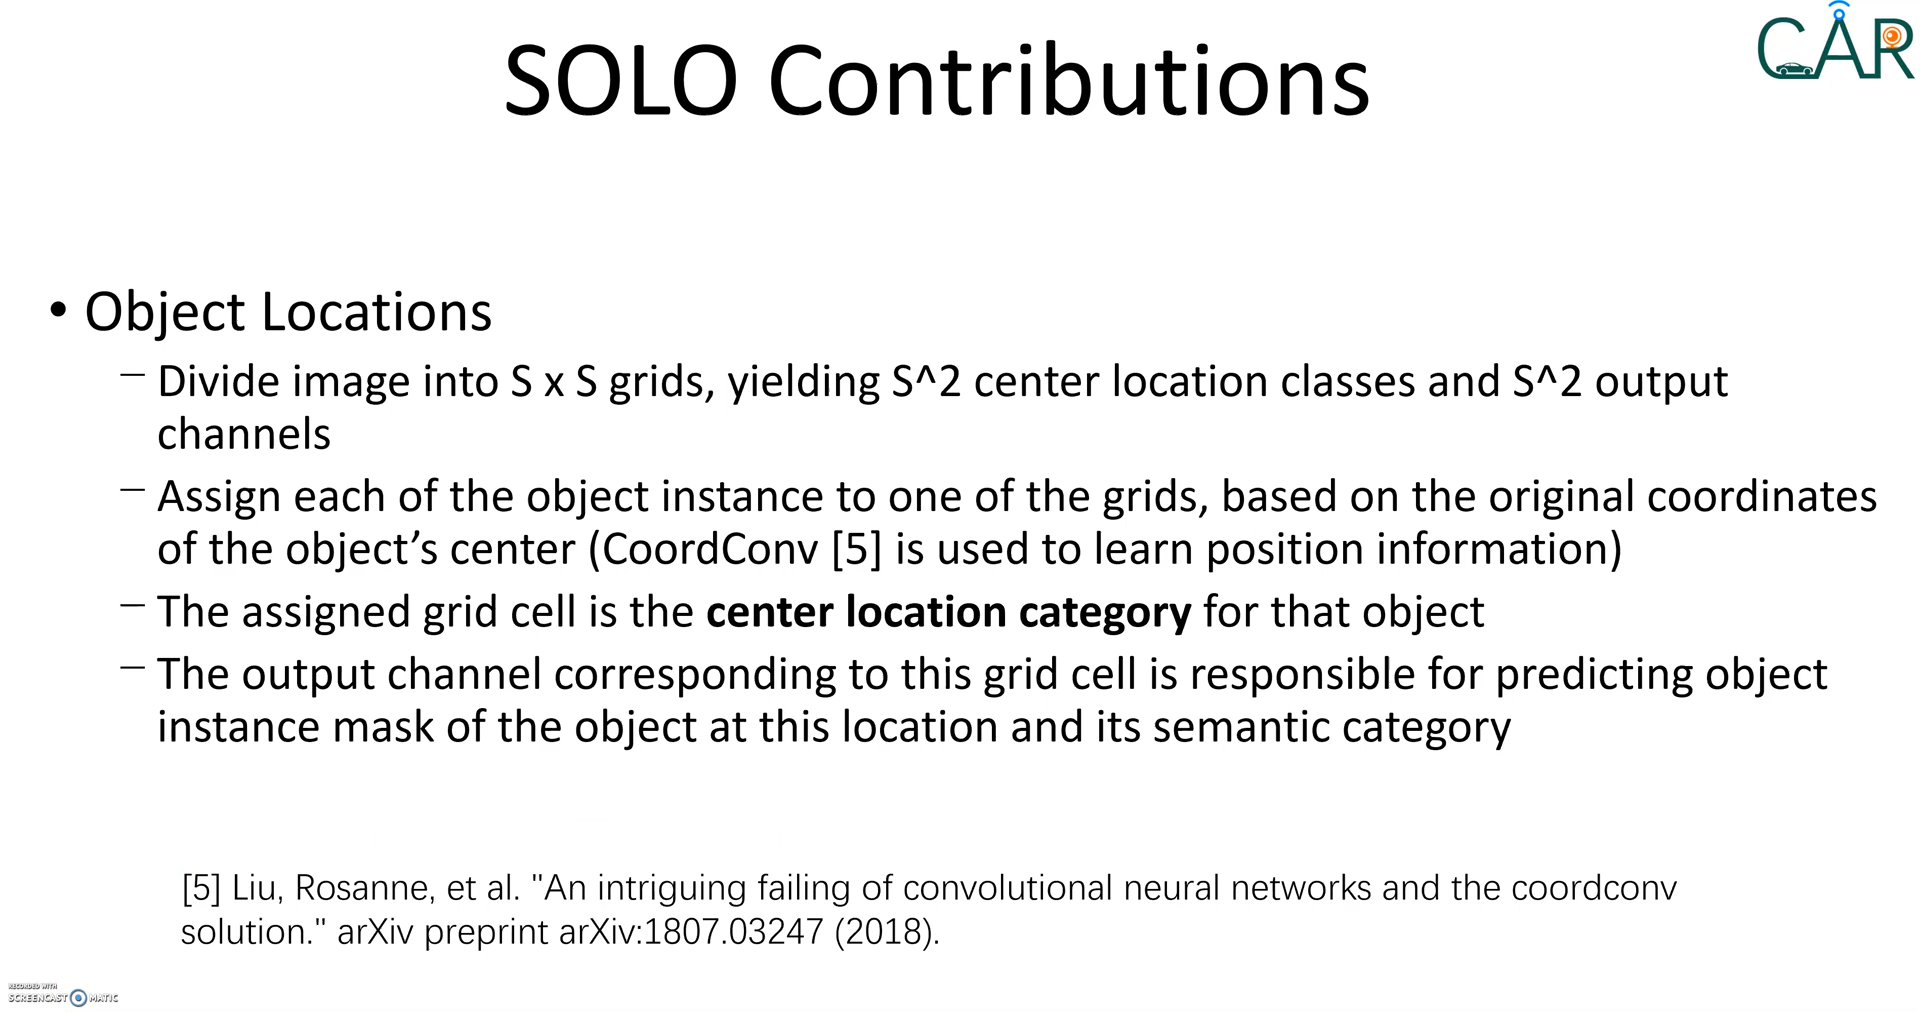 CAR
SOLO Contributions
• Object Locations
– Divide image into S x S grids, yielding S^2 center location classes and S^2 output
channels
– Assign each of the object instance to one of the grids, based on the original coordinates
of the object’s center (CoordConv [5] is used to learn position information)
– The assigned grid cell is the center location category for that object
– The output channel corresponding to this grid cell is responsible for predicting object
instance mask of the object at this location and its semantic category
[5] Liu, Rosanne, et al. "An intriguing failing of convolutional neural networks and the coordconv
solution." arXiv preprint arXiv:1807.03247 (2018).
RECORDED WITH
SCREENCAST MATIC